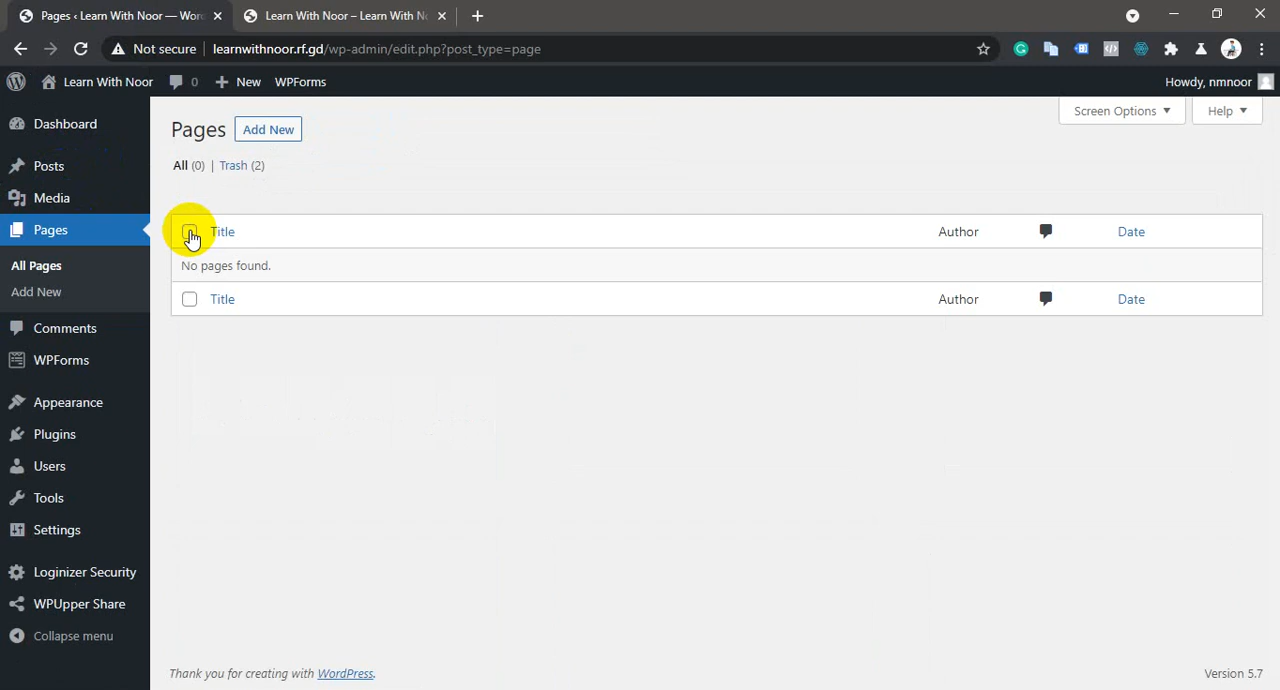 Pages ‹ Learn With Noor — Wor
Learn With Noor – Learn With N
Not secure
learnwithnoor.rf.gd/wp-admin/edit.php?post_type=page
Learn With Noor
0
New
WPForms
Howdy, nmnoor
Dashboard
Posts
Media
Pages
All Pages
Add New
Comments
WPForms
Appearance
Plugins
Users
Tools
Settings
Loginizer Security
WPUpper Share
Collapse menu
Pages
Add New
Screen Options
Help
All (0) | Trash (2)
Title
Author
Date
No pages found.
Title
Author
Date
Thank you for creating with WordPress.
Version 5.7